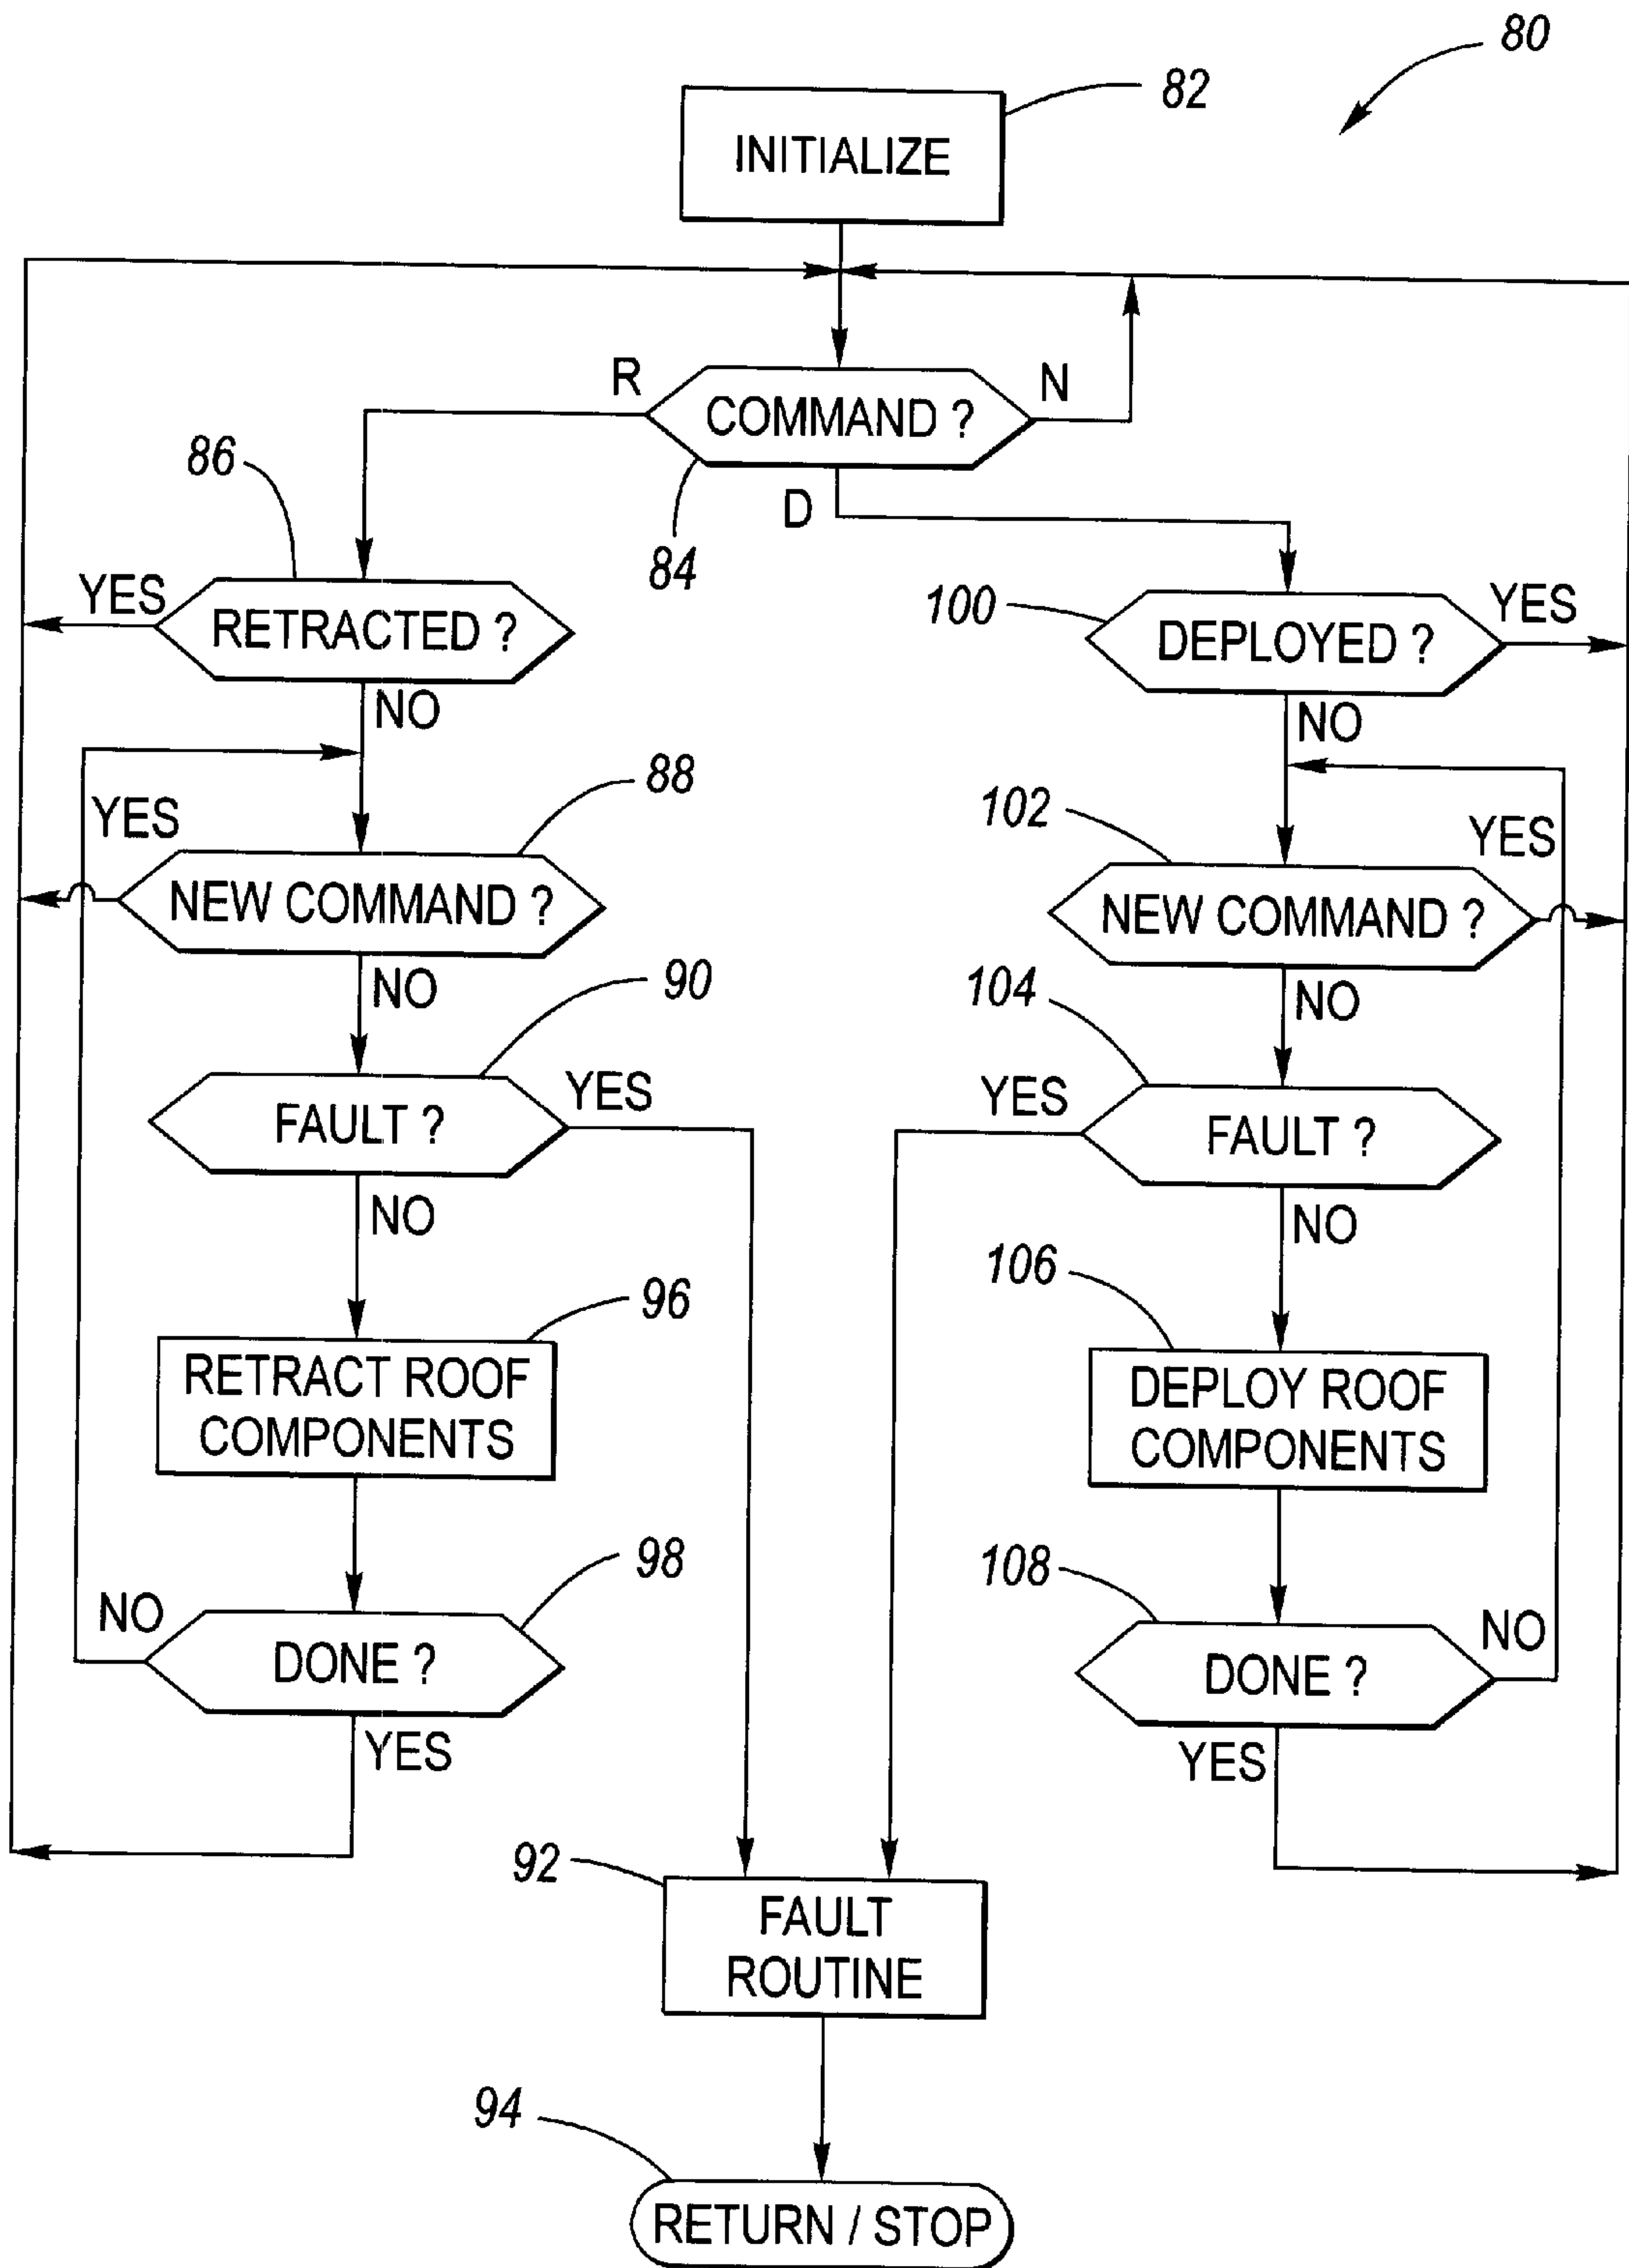 80
82
INITIALIZE
R
N
COMMAND ?
86
D
84
YES
RETRACTED ?
100
YES
DEPLOYED ?
NO
NO
88
YES
102
YES
NEW COMMAND ?
NEW COMMAND ?
NO
90
104
NO
YES
YES
FAULT ?
FAULT ?
NO
NO
96
106
RETRACT ROOF
COMPONENTS
DEPLOY ROOF
COMPONENTS
98
108
NO
NO
DONE ?
DONE ?
YES
YES
92
FAULT
ROUTINE
94
RETURN / STOP